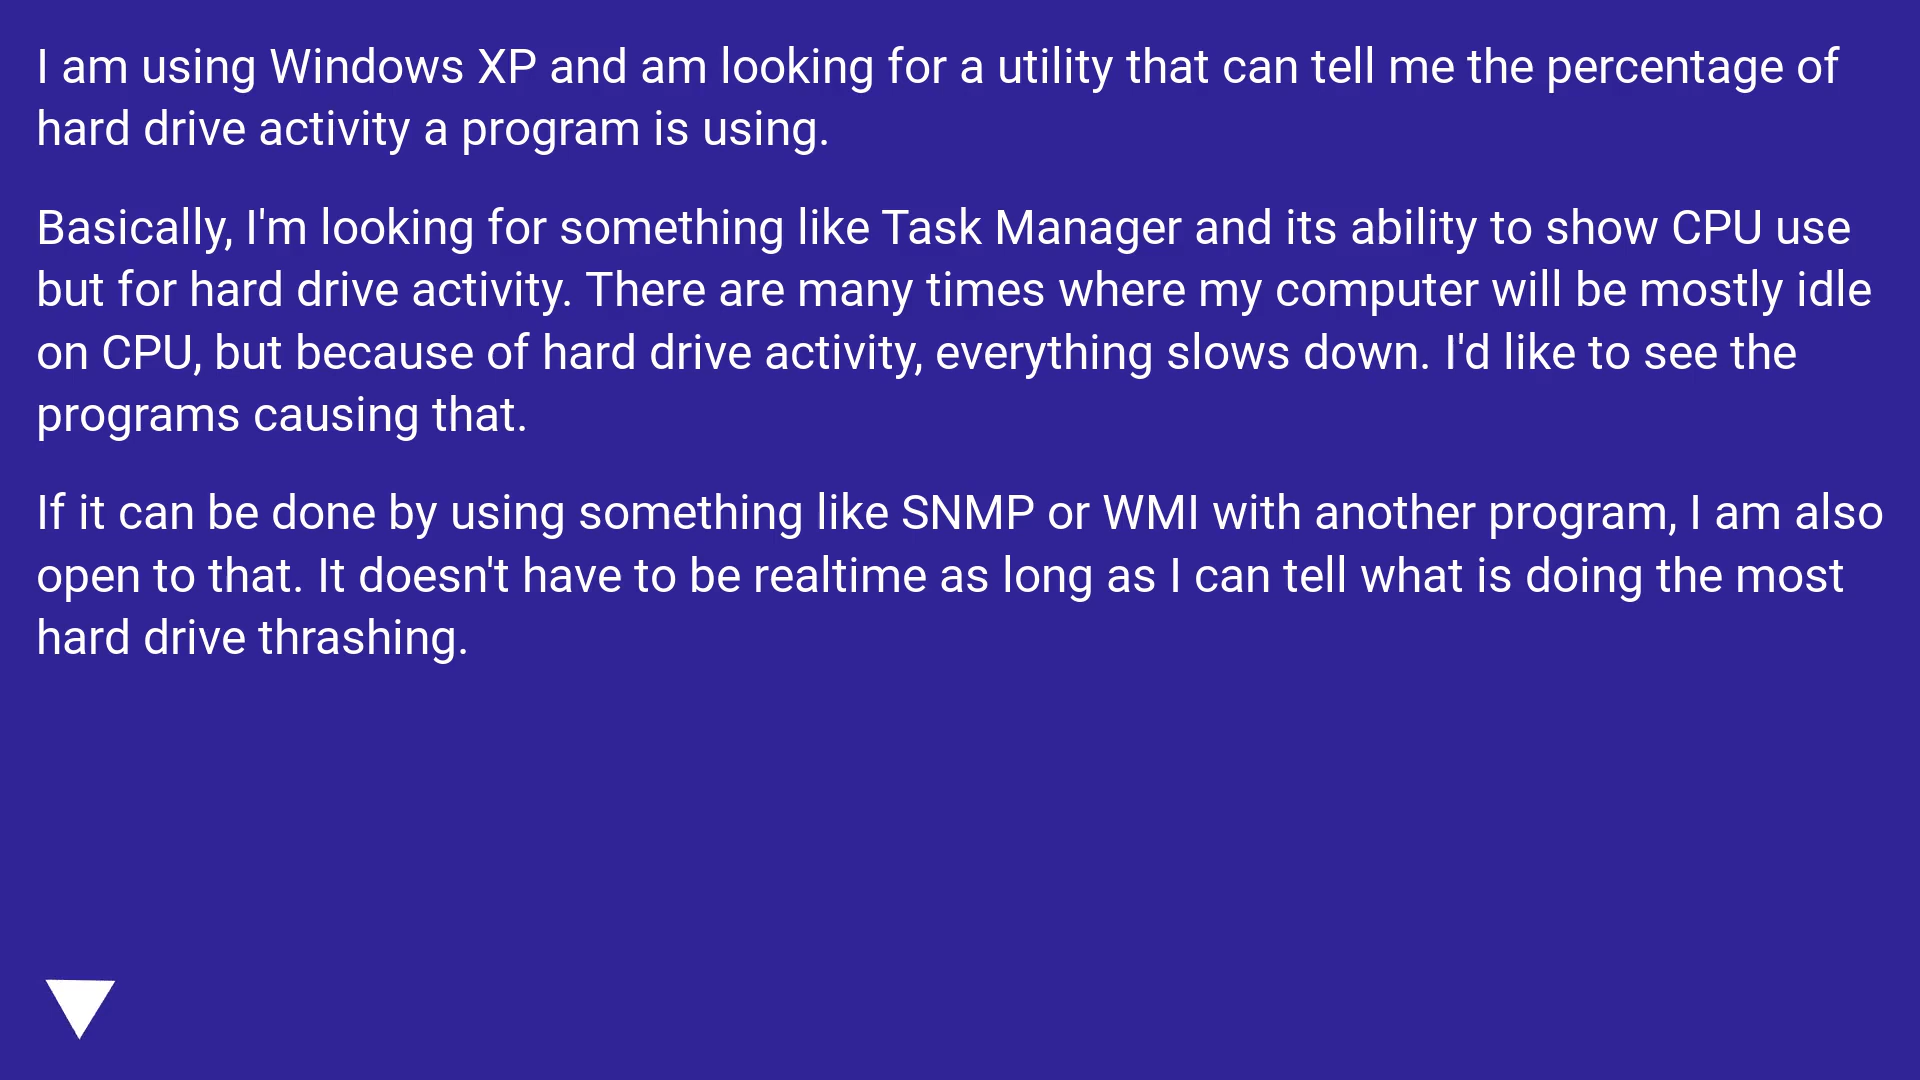 I am using Windows XP and am looking for a utility that can tell me the percentage of
hard drive activity a program is using.
Basically, I'm looking for something like Task Manager and its ability to show CPU use
but for hard drive activity. There are many times where my computer will be mostly idle
on CPU, but because of hard drive activity, everything slows down. I'd like to see the
programs causing that.
If it can be done by using something like SNMP or WMI with another program, I am also
open to that. It doesn't have to be realtime as long as I can tell what is doing the most
hard drive thrashing.